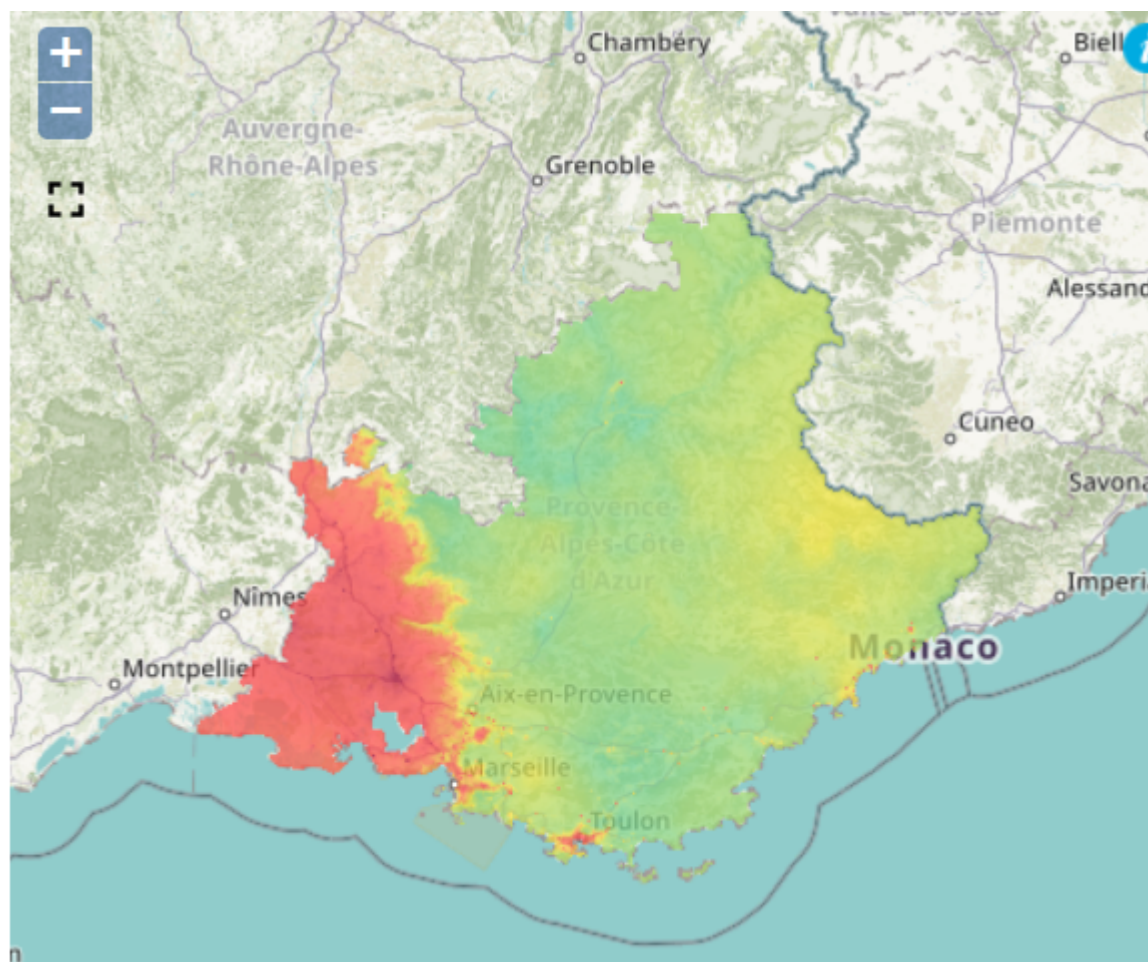 +
Chambéry
Biell
−
Auvergne-
Rhône-Alpes
Grenoble
Piemonte
Alessand
Cuneo
Savona
Provence-
Alpes-Côte
d'Azur
Nîmes
Imperi
Monaco
Montpellier
Aix-en-Provence
Marseille
Toulon
n